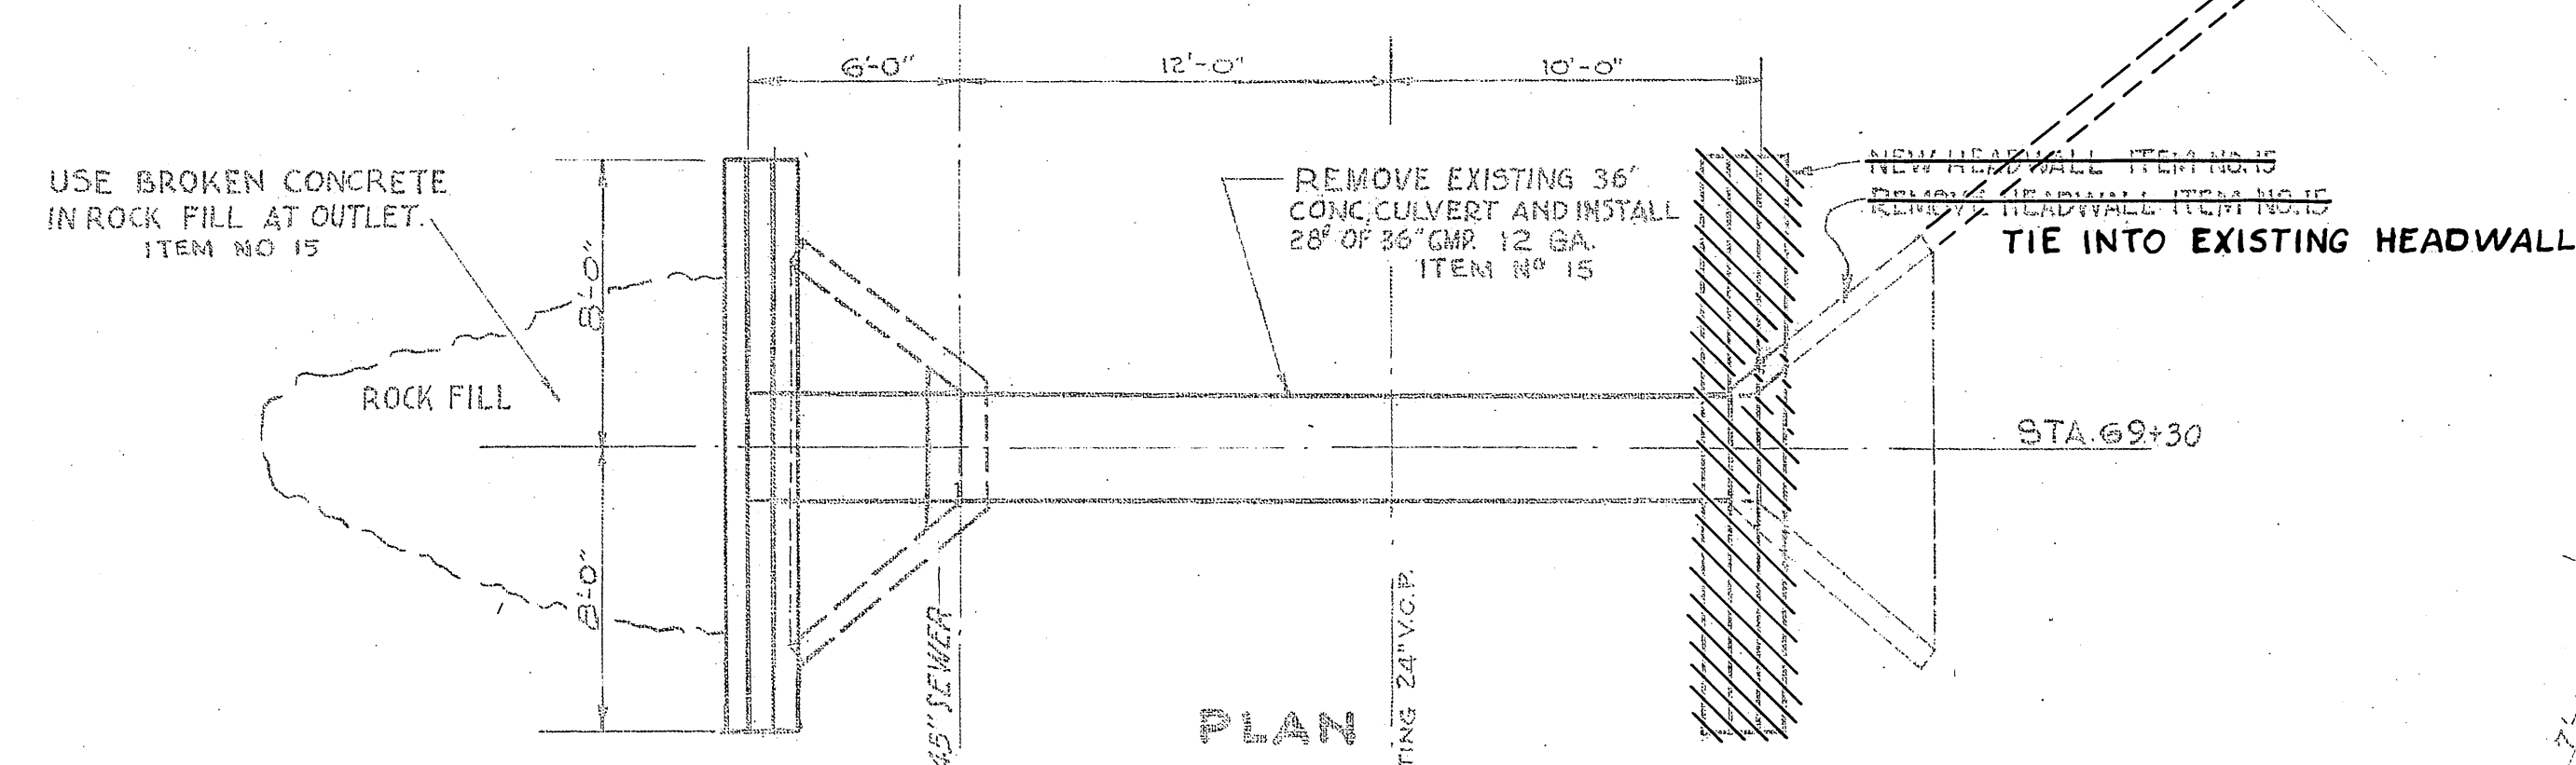 6'-0"
12'-0"
10'-0"
USE BROKEN CONCRETE
IN ROCK FILL AT OUTLET.
ITEM NO 15
REMOVE EXISTING 36"
CONC, CULVERT AND INSTALL
28' OF 36" CMP. 12 GA.
ITEM Nº 15
NEW HEADWALL ITEM NO.15
REMOVE HEADWALL ITEM NO.15
TIE INTO EXISTING HEADWALL
8'-0"
ROCK FILL
STA.69+30
8'-0"
45" SEWER
TING 24" V.C.P.
PLAN